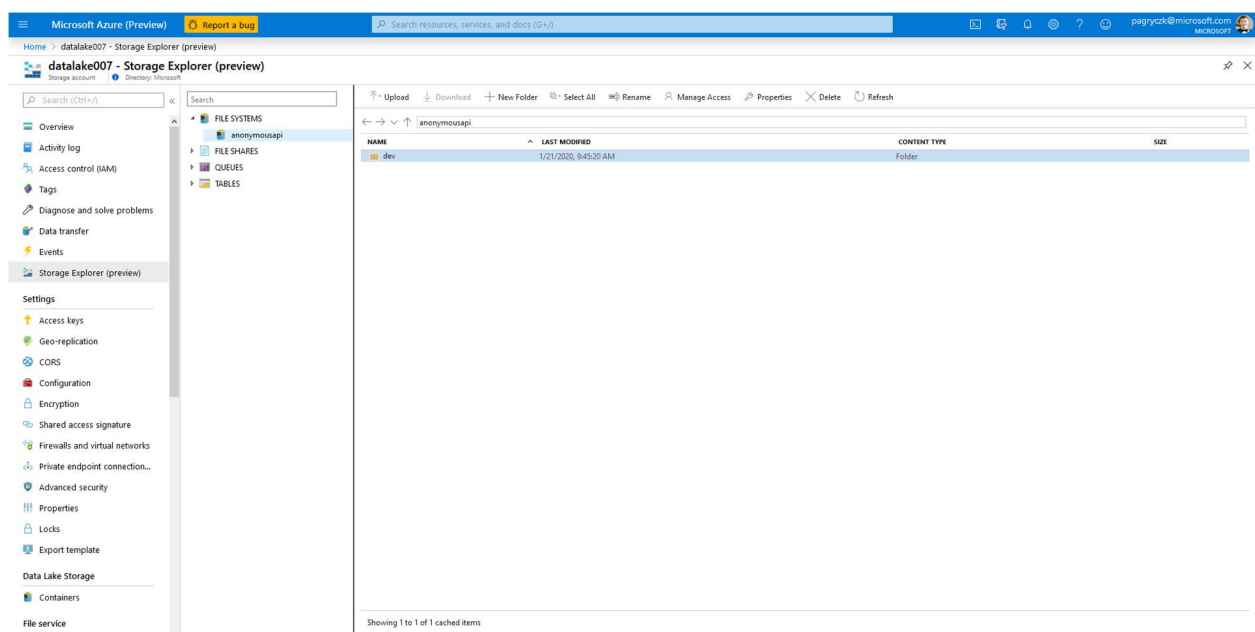 Microsoft Azure (Preview)
Report a bug
Search resources, services, and docs (G+/)
pagryczk@microsoft.com
MICROSOFT
Home > datalake007 - Storage Explorer (preview)
datalake007 - Storage Explorer (preview)
Storage account
Directory: Microsoft
Search (Ctrl+/)
Overview
Activity log
Access control (IAM)
Tags
Diagnose and solve problems
Data transfer
Events
Storage Explorer (preview)
Settings
Access keys
Geo-replication
CORS
Configuration
Encryption
Shared access signature
Firewalls and virtual networks
Private endpoint connection...
Advanced security
Properties
Locks
Export template
Data Lake Storage
Containers
File service
Search
FILE SYSTEMS
anonymousapi
FILE SHARES
QUEUES
TABLES
Upload Download New Folder Select All Rename Manage Access Properties Delete Refresh
anonymousapi
NAME LAST MODIFIED CONTENT TYPE SIZE
dev 1/21/2020, 9:45:20 AM Folder
Showing 1 to 1 of 1 cached items